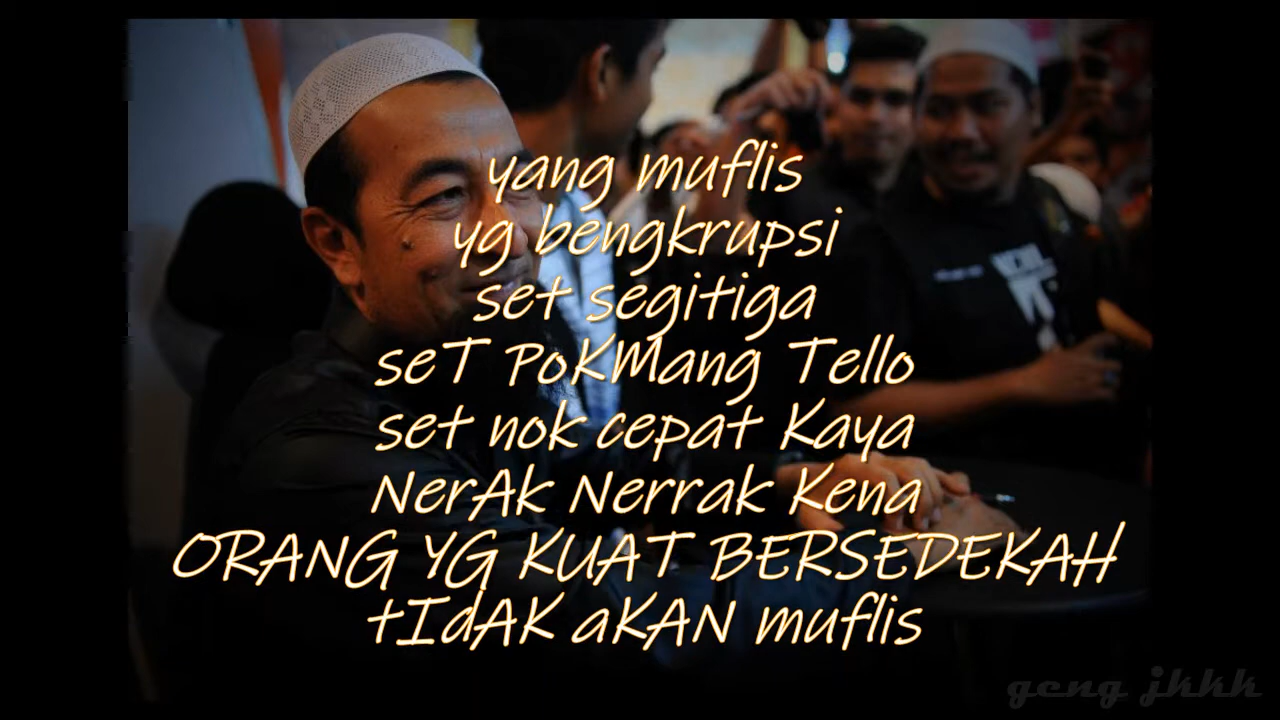 yang muflis
yg bengkrupsi
set segitiga
seT PoKMang Tello
set nok cepat Kaya
NerAk Nerrak Kena
ORANG YG KUAT BERSEDEKAH
tIdAK aKAN muflis
geng jkkk